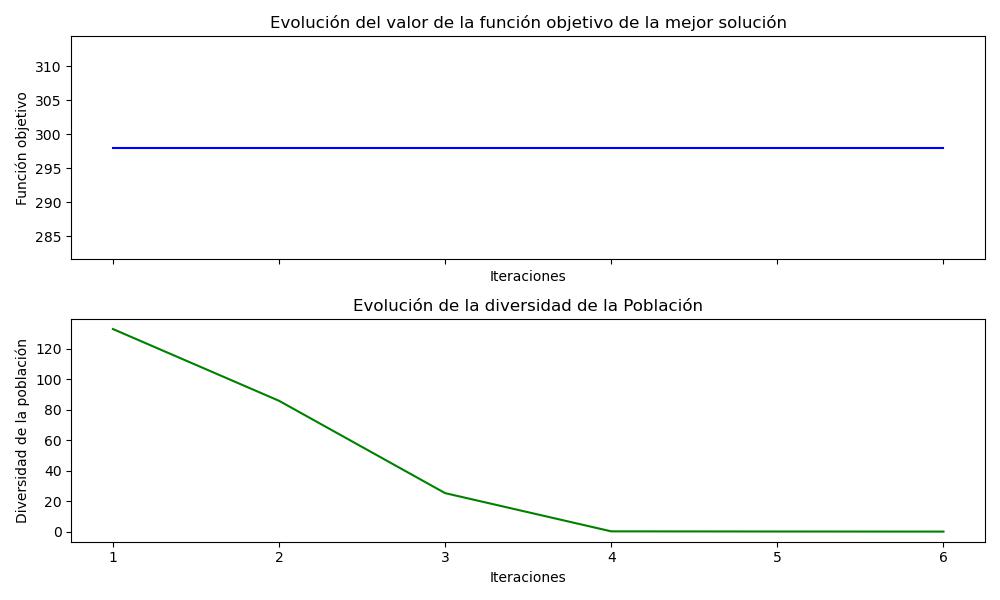 Evolución del valor de la función objetivo de la mejor solución
Función objetivo
310
305
300
295
290
285
Iteraciones
Evolución de la diversidad de la Población
Diversidad de la población
120
100
80
60
40
20
0
1 2 3 4 5 6
Iteraciones